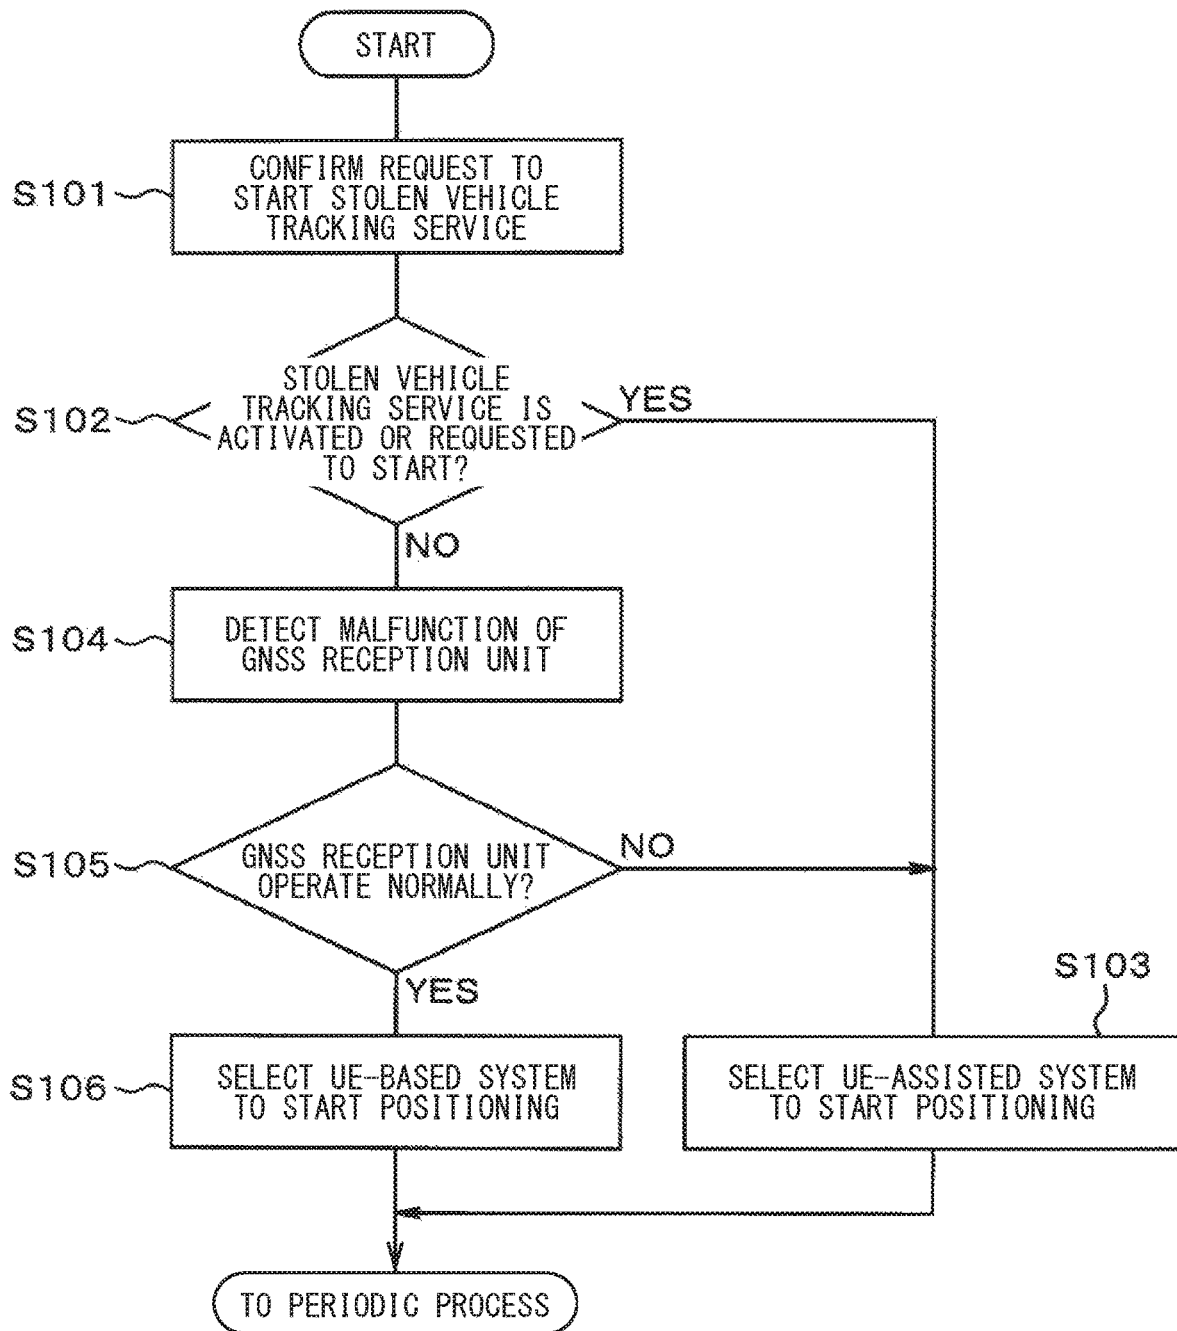 START
S101
CONFIRM REQUEST TO
START STOLEN VEHICLE
TRACKING SERVICE
S102
STOLEN VEHICLE
TRACKING SERVICE IS
ACTIVATED OR REQUESTED
TO START?
YES
NO
S104
DETECT MALFUNCTION OF
GNSS RECEPTION UNIT
S105
GNSS RECEPTION UNIT
OPERATE NORMALLY?
NO
YES
S103
S106
SELECT UE-BASED SYSTEM
TO START POSITIONING
SELECT UE-ASSISTED SYSTEM
TO START POSITIONING
TO PERIODIC PROCESS